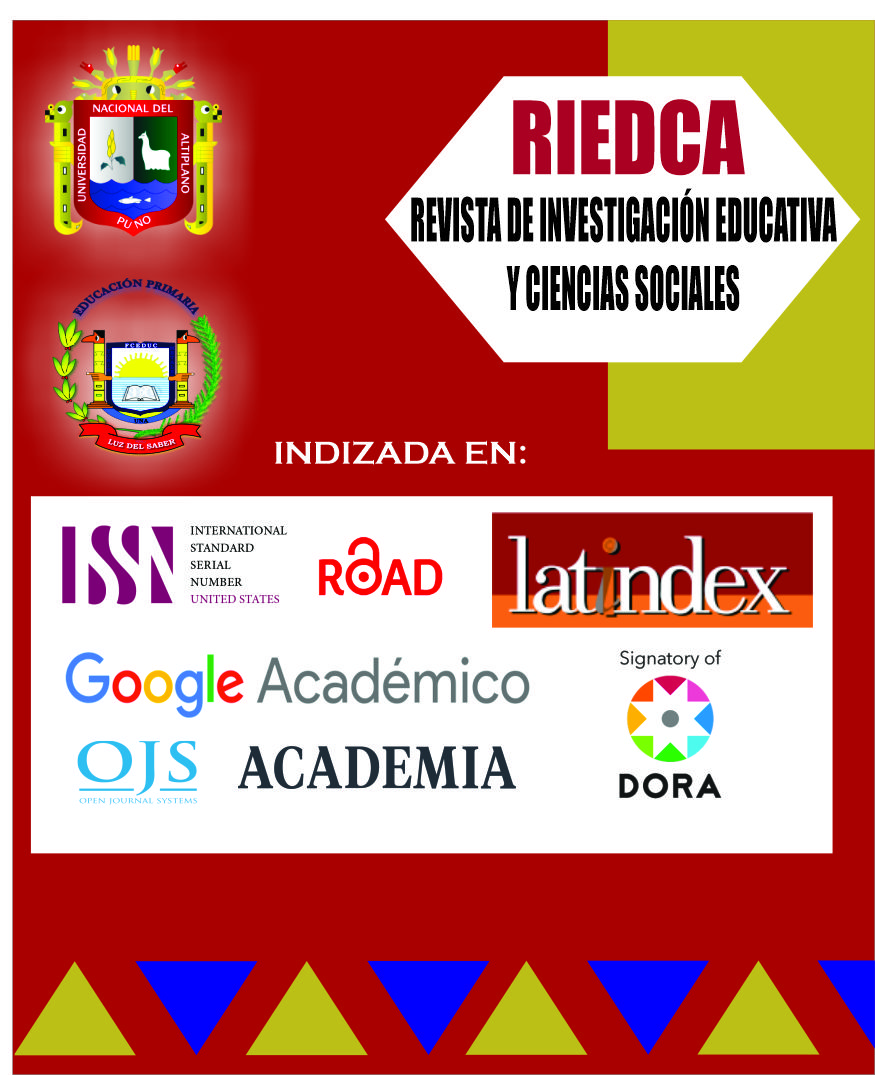 UNIVERSIDAD
NACIONAL DEL
ALTIPLANO
PUNO
RIEDCA
REVISTA DE INVESTIGACIÓN EDUCATIVA
Y CIENCIAS SOCIALES
EDUCACIÓN PRIMARIA
FCEDUC
UNA
LUZ DEL SABER
INDIZADA EN:
ISSN
INTERNATIONAL
STANDARD
SERIAL
NUMBER
UNITED STATES
ROAD
latindex
Google Académico
Signatory of
DORA
OJS
OPEN JOURNAL SYSTEMS
ACADEMIA